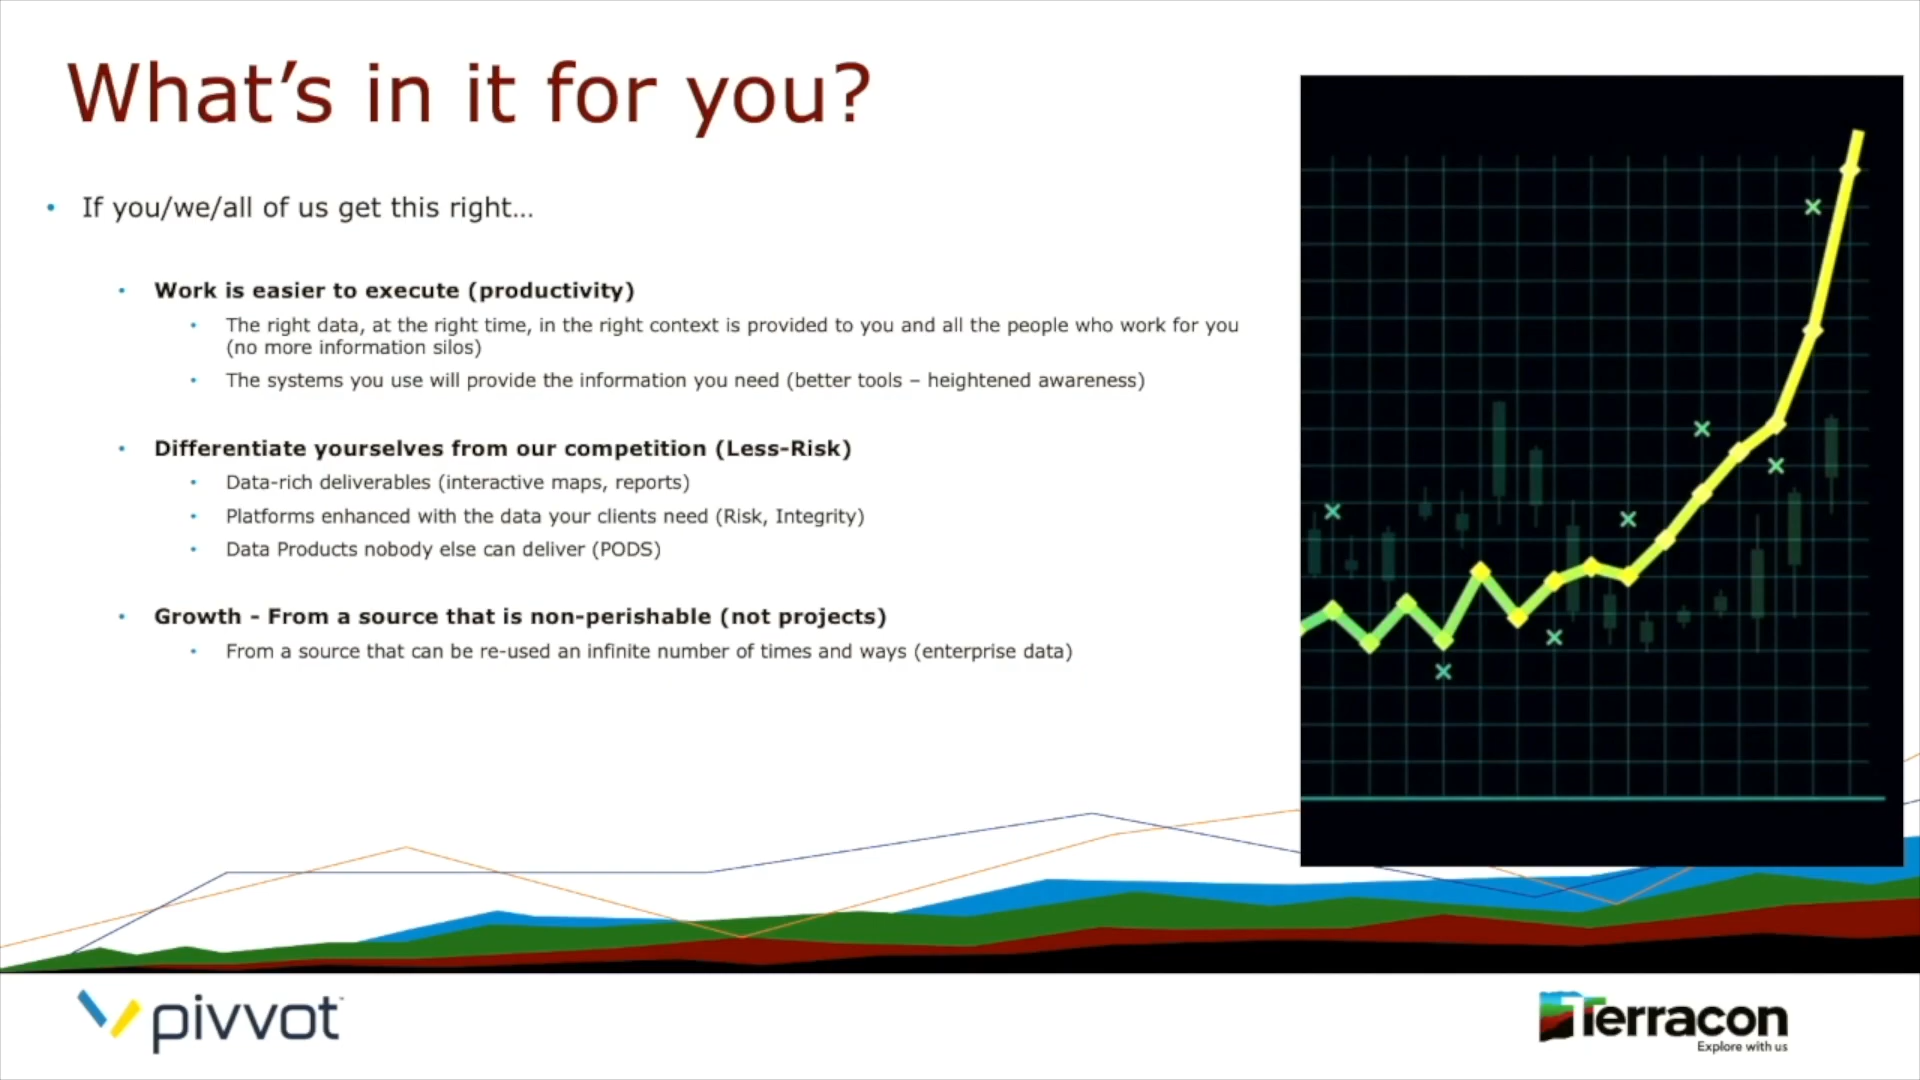 What's in it for you?
• If you/we/all of us get this right...
• Work is easier to execute (productivity)
• The right data, at the right time, in the right context is provided to you and all the people who work for you
(no more information silos)
• The systems you use will provide the information you need (better tools – heightened awareness)
• Differentiate yourselves from our competition (Less-Risk)
• Data-rich deliverables (interactive maps, reports)
• Platforms enhanced with the data your clients need (Risk, Integrity)
• Data Products nobody else can deliver (PODS)
• Growth - From a source that is non-perishable (not projects)
• From a source that can be re-used an infinite number of times and ways (enterprise data)
pivvot™
Terracon
Explore with us